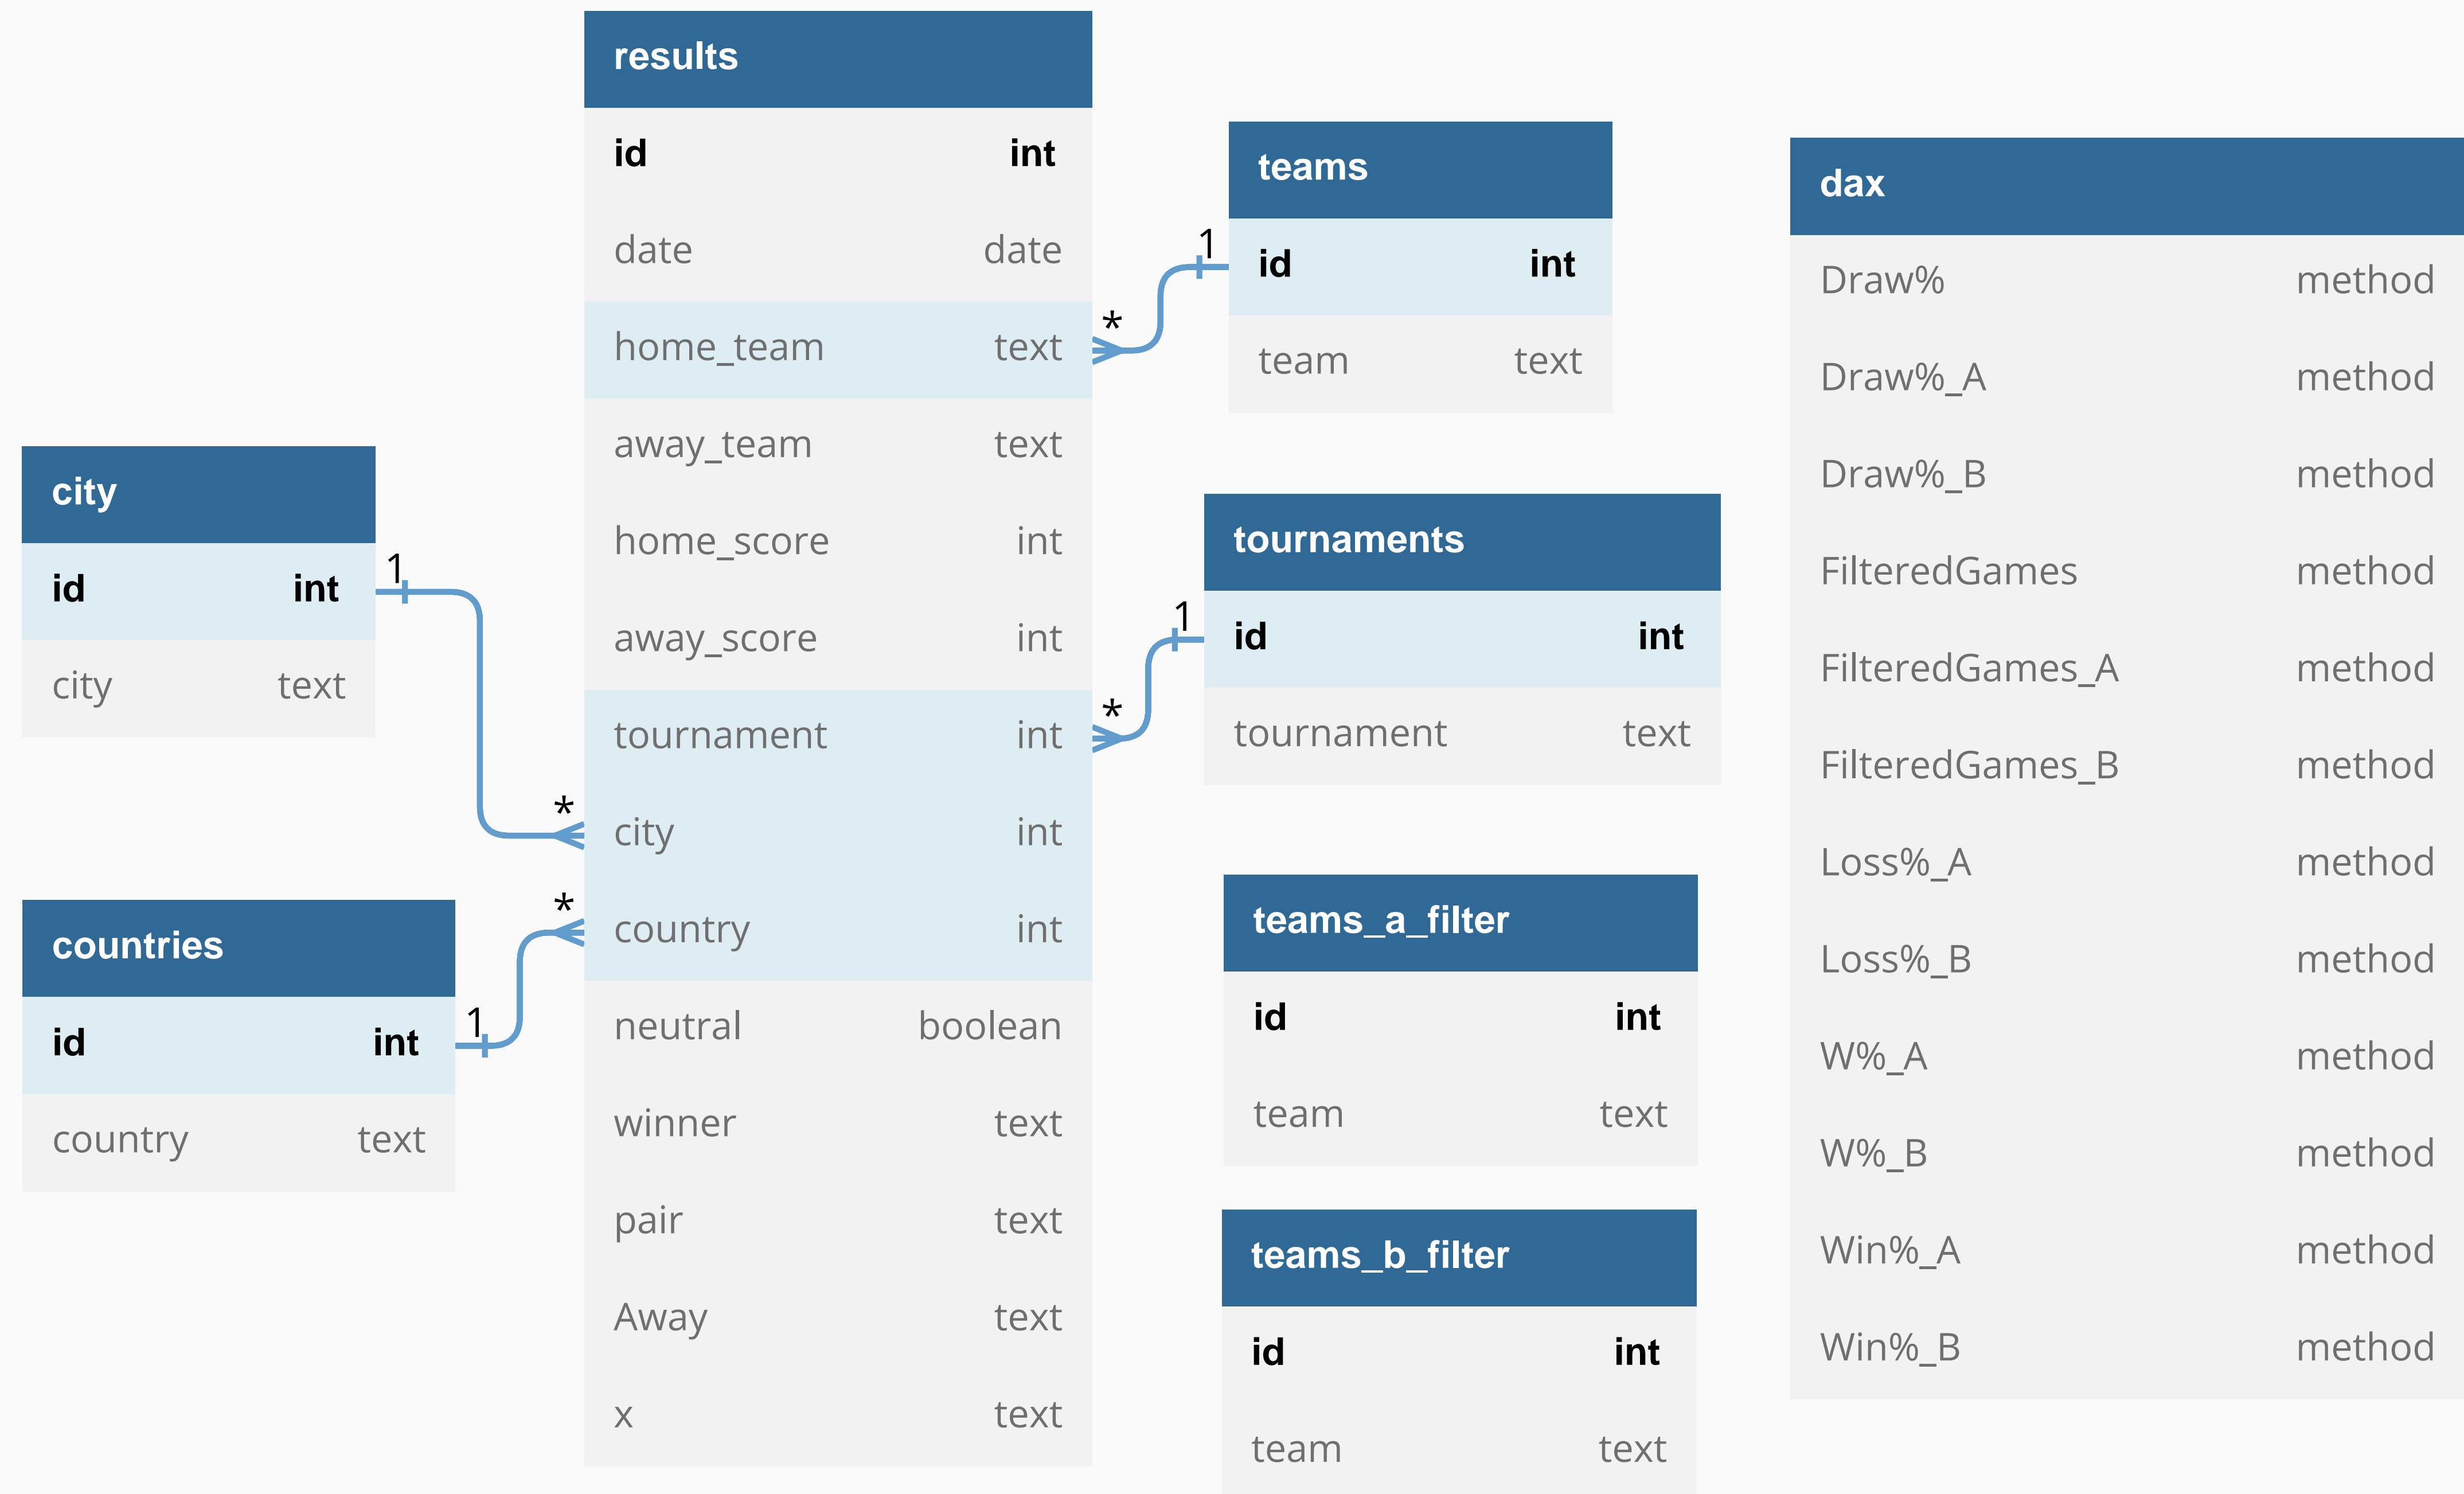 results
id int
date date
home_team text
away_team text
home_score int
away_score int
tournament int
city int
country int
neutral boolean
winner text
pair text
Away text
x text
city
id int
city text
countries
id int
country text
teams
id int
team text
tournaments
id int
tournament text
teams_a_filter
id int
team text
teams_b_filter
id int
team text
dax
Draw% method
Draw%_A method
Draw%_B method
FilteredGames method
FilteredGames_A method
FilteredGames_B method
Loss%_A method
Loss%_B method
W%_A method
W%_B method
Win%_A method
Win%_B method
1
*
1
*
1
*
1
*